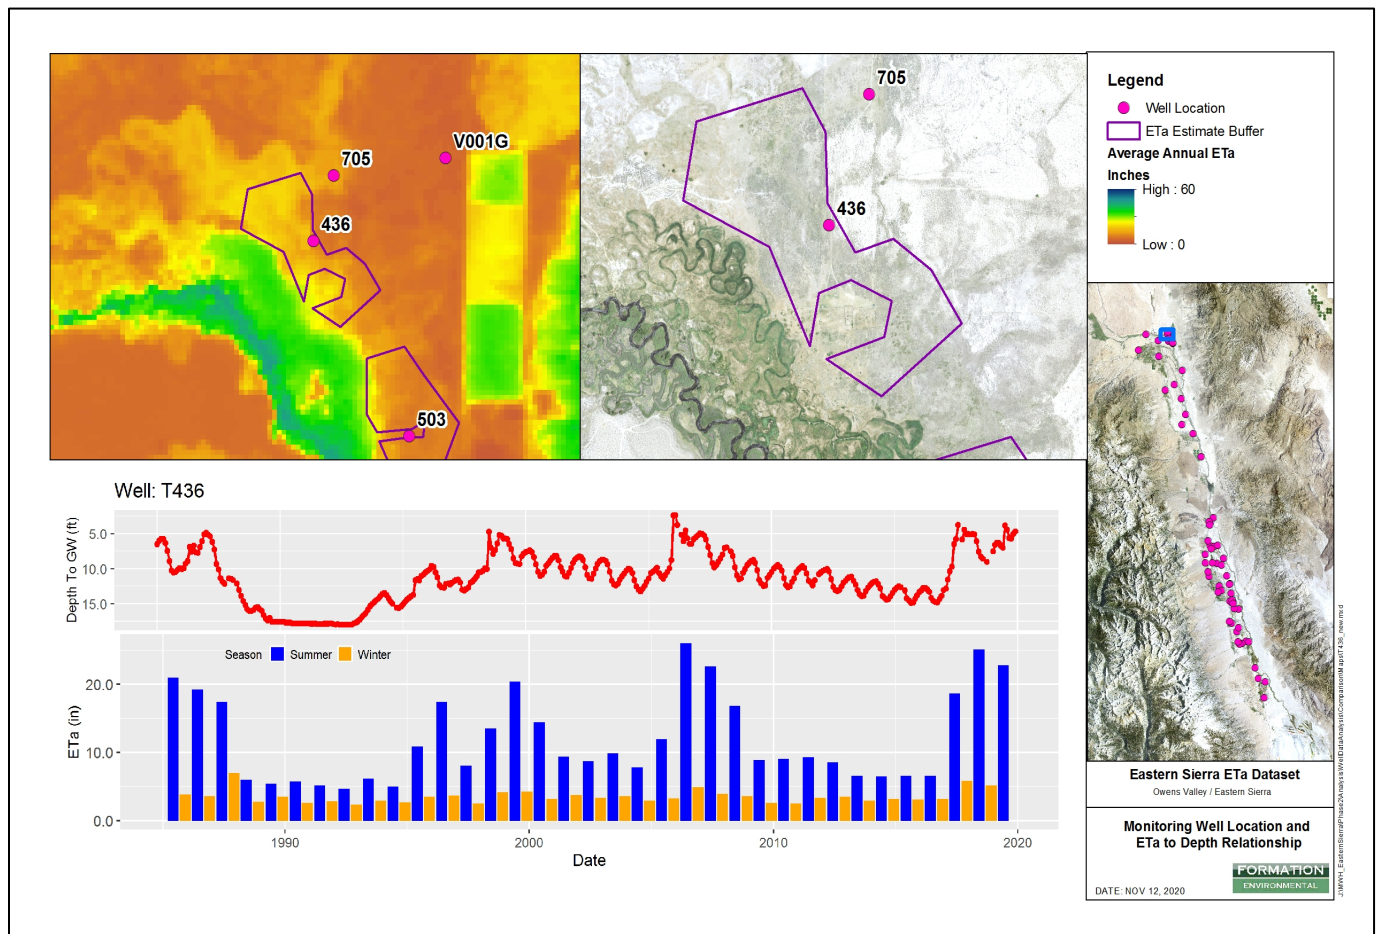 705
V001G
436
503
705
436
Legend
Well Location
ETa Estimate Buffer
Average Annual ETa
Inches
High : 60
Low : 0
Well: T436
Depth To GW (ft)
5.0
10.0
15.0
Season Summer Winter
ETa (in)
20.0
10.0
0.0
1990 2000 2010 2020
Date
Eastern Sierra ETa Dataset
Owens Valley / Eastern Sierra
Monitoring Well Location and
ETa to Depth Relationship
FORMATION
ENVIRONMENTAL
DATE: NOV 12, 2020